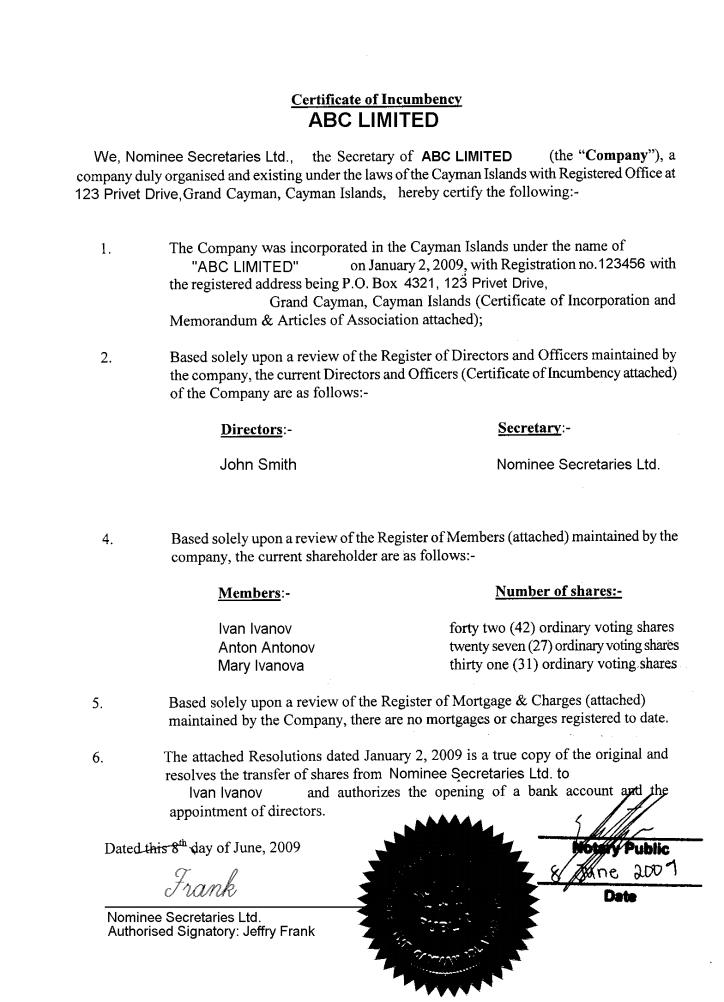 Certificate of Incumbency
ABC LIMITED
We, Nominee Secretaries Ltd., the Secretary of ABC LIMITED (the “Company”), a
company duly organised and existing under the laws of the Cayman Islands with Registered Office at
123 Privet Drive, Grand Cayman, Cayman Islands, hereby certify the following:-
1. The Company was incorporated in the Cayman Islands under the name of
"ABC LIMITED" on January 2, 2009, with Registration no. 123456 with
the registered address being P.O. Box 4321, 123 Privet Drive,
Grand Cayman, Cayman Islands (Certificate of Incorporation and
Memorandum & Articles of Association attached);
2. Based solely upon a review of the Register of Directors and Officers maintained by
the company, the current Directors and Officers (Certificate of Incumbency attached)
of the Company are as follows:-
Directors:- Secretary:-
John Smith Nominee Secretaries Ltd.
4. Based solely upon a review of the Register of Members (attached) maintained by the
company, the current shareholder are as follows:-
Members:- Number of shares:-
Ivan Ivanov forty two (42) ordinary voting shares
Anton Antonov twenty seven (27) ordinary voting shares
Mary Ivanova thirty one (31) ordinary voting shares
5. Based solely upon a review of the Register of Mortgage & Charges (attached)
maintained by the Company, there are no mortgages or charges registered to date.
6. The attached Resolutions dated January 2, 2009 is a true copy of the original and
resolves the transfer of shares from Nominee Secretaries Ltd. to
Ivan Ivanov and authorizes the opening of a bank account and the
appointment of directors.
Dated this 8th day of June, 2009
Notary Public
8 June 2009
Date
Frank
Nominee Secretaries Ltd.
Authorised Signatory: Jeffry Frank